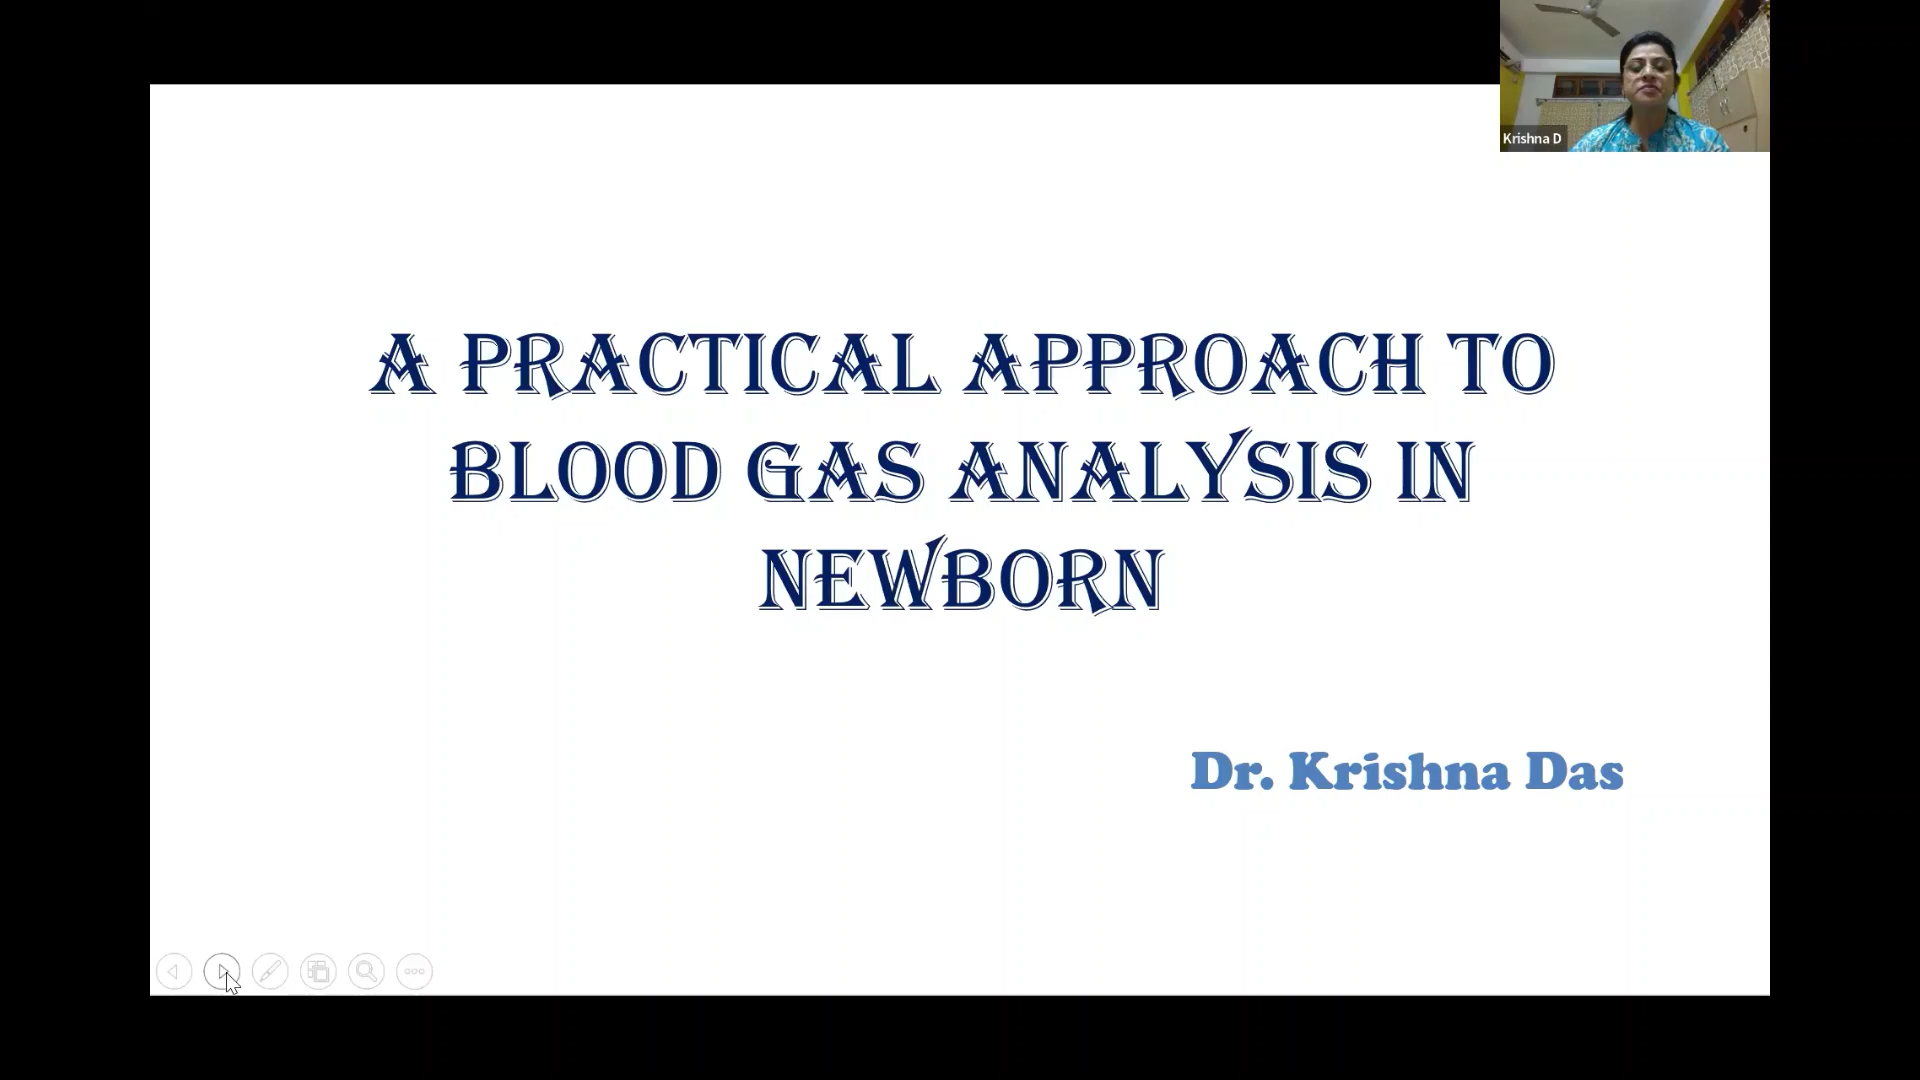 Krishna D
A PRACTICAL APPROACH TO
BLOOD GAS ANALYSIS IN
NEWBORN
Dr. Krishna Das